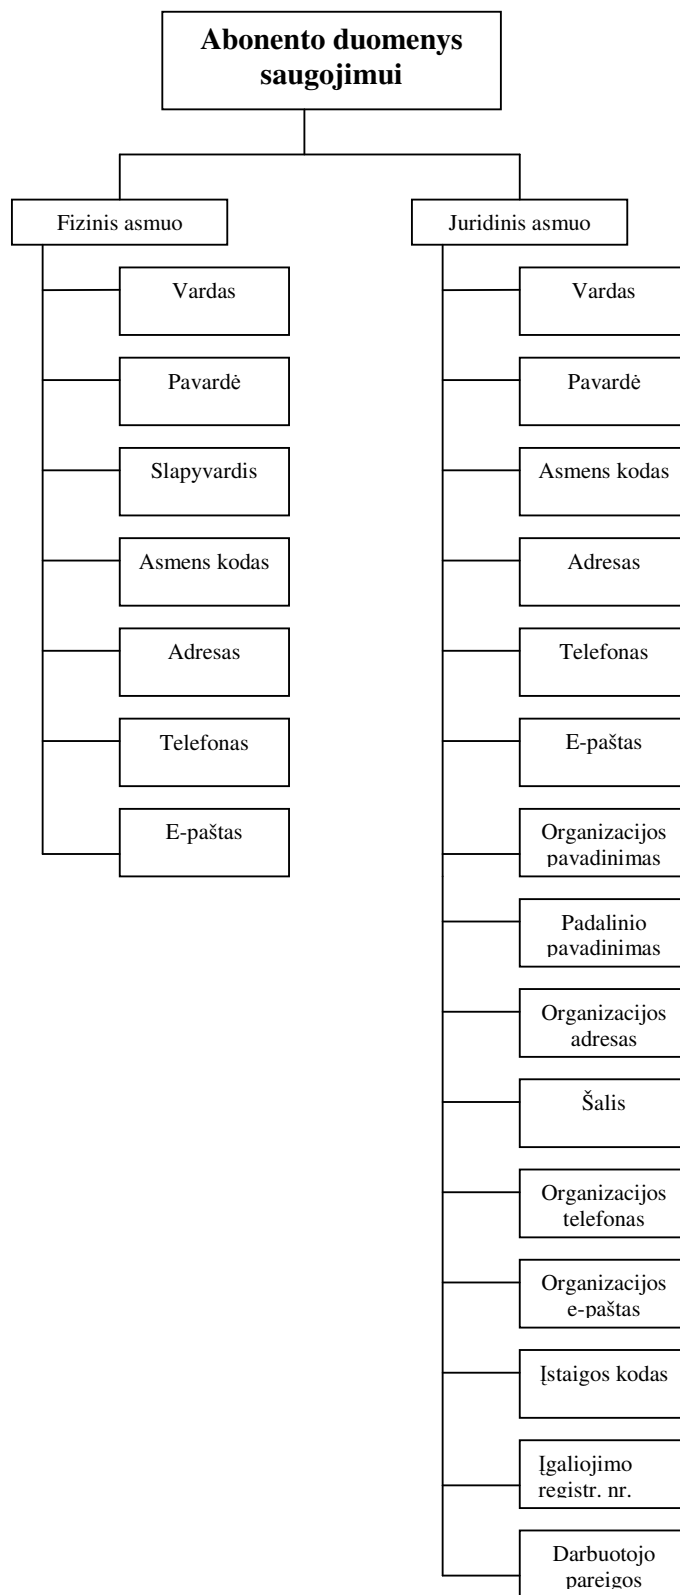 Abonento duomenys
saugojimui
Fizinis asmuo
Vardas
Pavardė
Slapyvardis
Asmens kodas
Adresas
Telefonas
E-paštas
Juridinis asmuo
Vardas
Pavardė
Asmens kodas
Adresas
Telefonas
E-paštas
Organizacijos
pavadinimas
Padalinio
pavadinimas
Organizacijos
adresas
Šalis
Organizacijos
telefonas
Organizacijos
e-paštas
Įstaigos kodas
Įgaliojimo
registr. nr.
Darbuotojo
pareigos